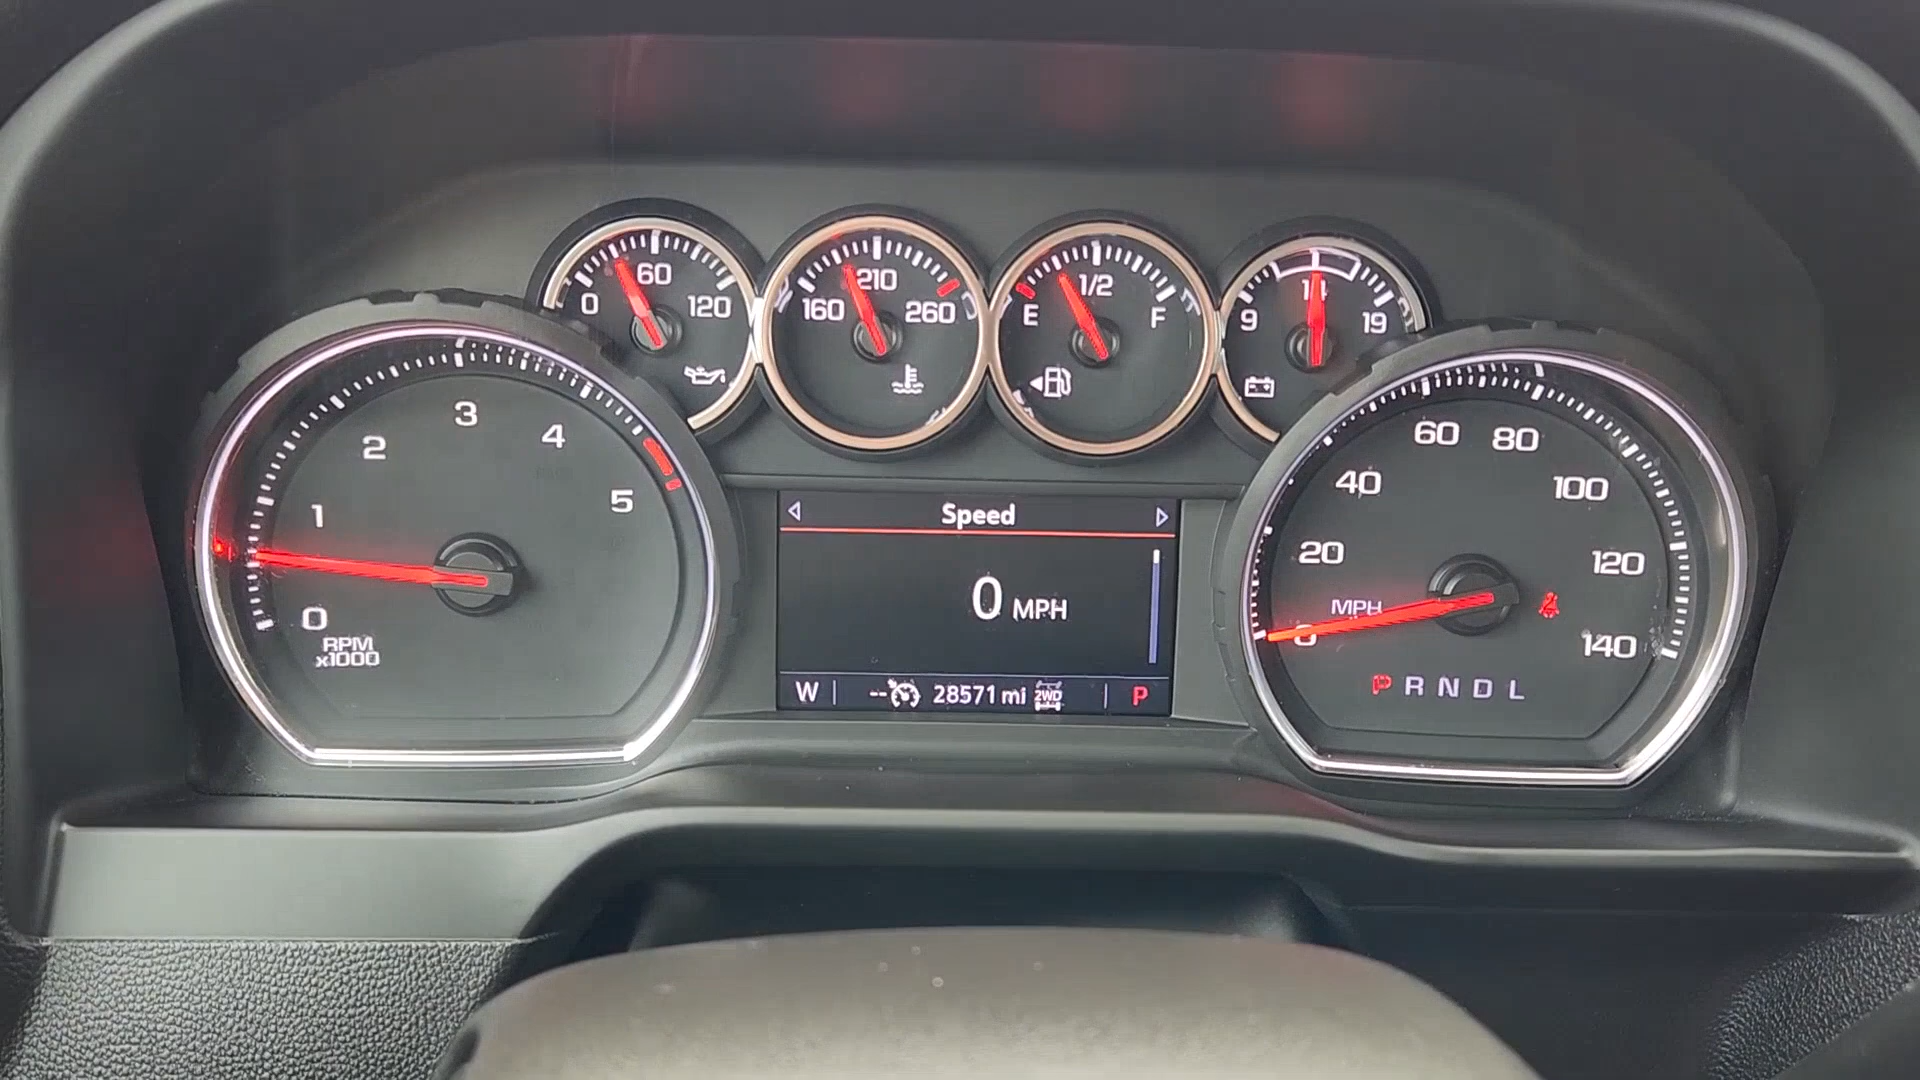 0 60 120
160 210 260
E 1/2 F
9 14 19
0 1 2 3 4 5
RPM
x1000
Speed
0 MPH
W -- 28571 mi 2WD P
0 20 40 60 80 100 120 140
MPH
P R N D L